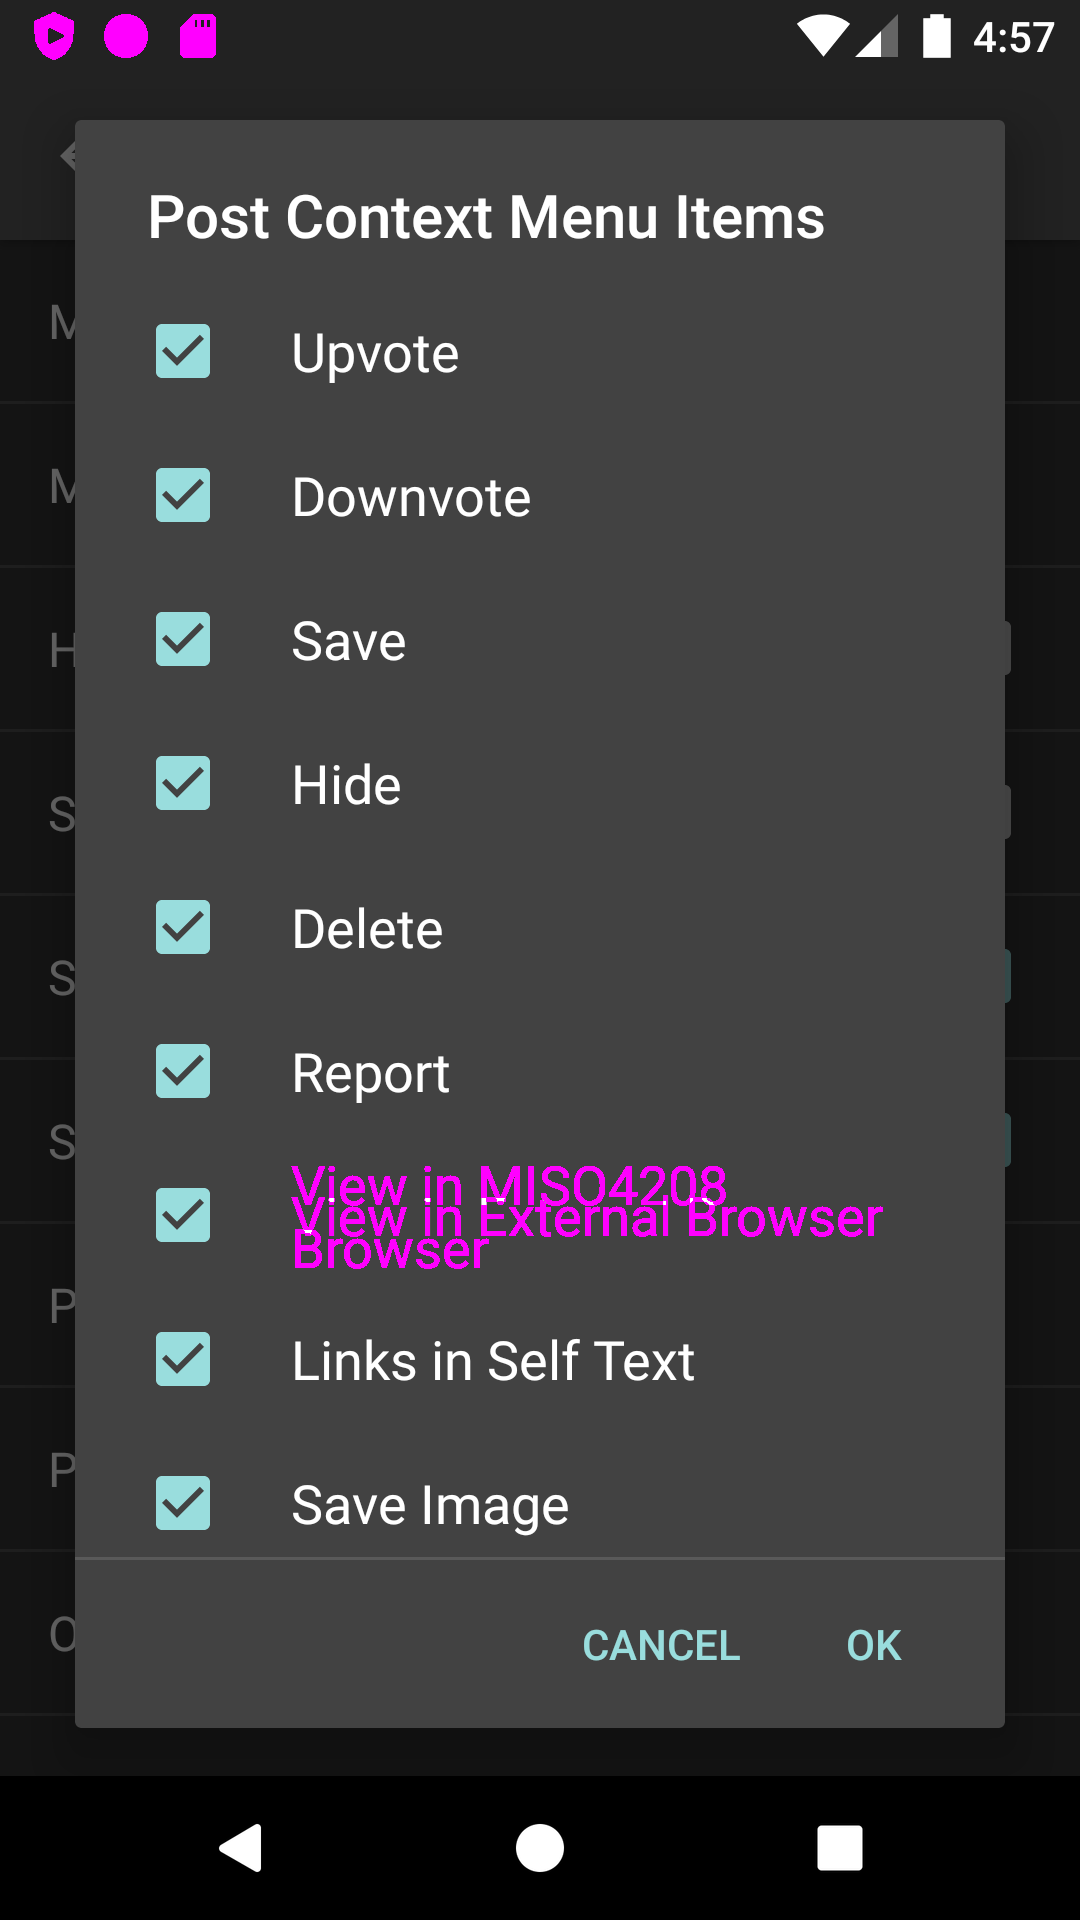 4:57
Post Context Menu Items
M
Upvote
M
Downvote
H
Save
S
Hide
S
Delete
S
Report
View in MISO4208
View in External Browser
Browser
P
Links in Self Text
P
Save Image
O
CANCEL OK